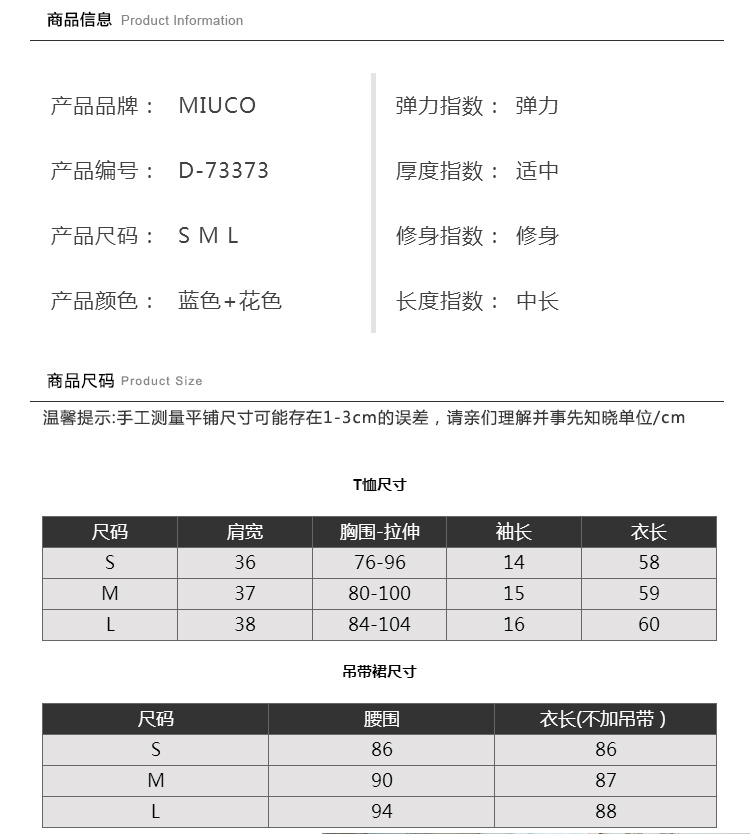 商品信息 Product Information
产品品牌： MIUCO 弹力指数： 弹力
产品编号： D-73373 厚度指数： 适中
产品尺码： S M L 修身指数： 修身
产品颜色： 蓝色+花色 长度指数： 中长
商品尺码 Product Size
温馨提示:手工测量平铺尺寸可能存在1-3cm的误差，请亲们理解并事先知晓单位/cm
T恤尺寸
尺码 肩宽 胸围-拉伸 袖长 衣长
S 36 76-96 14 58
M 37 80-100 15 59
L 38 84-104 16 60
吊带裙尺寸
尺码 腰围 衣长(不加吊带）
S 86 86
M 90 87
L 94 88